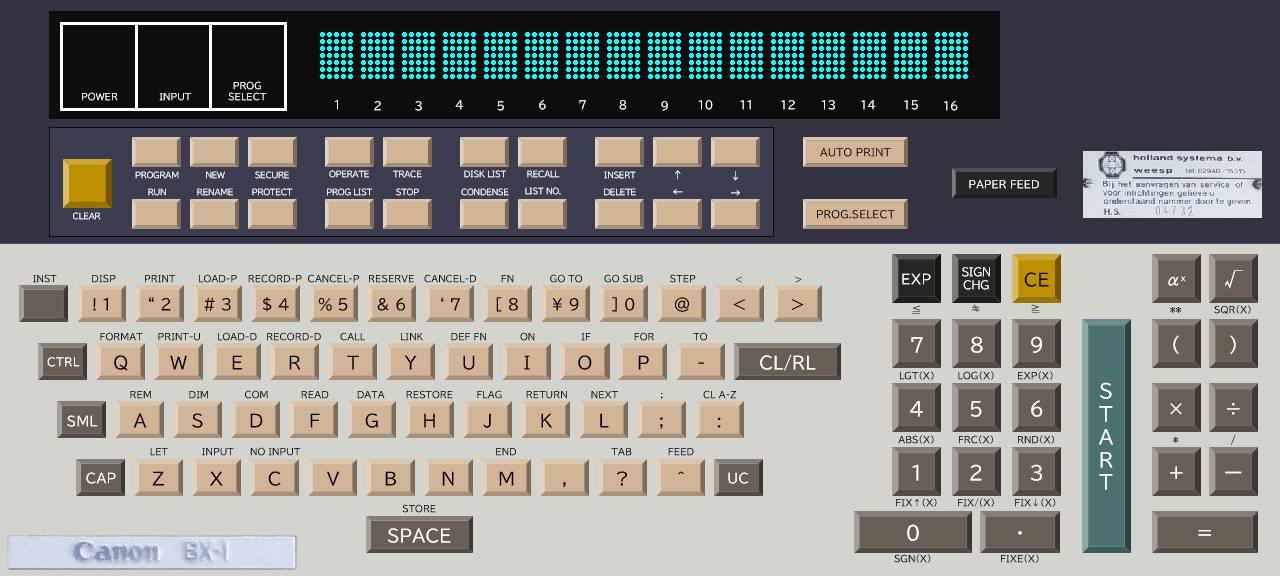 POWER INPUT PROG SELECT
1 2 3 4 5 6 7 8 9 10 11 12 13 14 15 16
PROGRAM NEW SECURE OPERATE TRACE DISK LIST RECALL INSERT ↑ ↓
RUN RENAME PROTECT PROG LIST STOP CONDENSE LIST NO. DELETE ← →
CLEAR
AUTO PRINT
PROG.SELECT
PAPER FEED
holland systema b.v.
weesp tel. 02940 - 15315
Bij het aanvragen van service of
voor inlichtingen gelieve u
onderstaand nummer door te geven
H.S. 04732
INST DISP PRINT LOAD-P RECORD-P CANCEL-P RESERVE CANCEL-D FN GO TO GO SUB STEP < >
! 1 “ 2 # 3 $ 4 % 5 & 6 ‘ 7 [ 8 ¥ 9 ] 0 @ < >
FORMAT PRINT-U LOAD-D RECORD-D CALL LINK DEF FN ON IF FOR TO
CTRL Q W E R T Y U I O P - CL/RL
REM DIM COM READ DATA RESTORE FLAG RETURN NEXT ; CL A-Z
SML A S D F G H J K L ; :
LET INPUT NO INPUT END TAB FEED
CAP Z X C V B N M , ? ^ UC
STORE
SPACE
Canon BX-1
EXP SIGN CHG CE
≦ ≒ ≧
7 8 9
LGT(X) LOG(X) EXP(X)
4 5 6
ABS(X) FRC(X) RND(X)
1 2 3
FIX↑(X) FIX/(X) FIX↓(X)
0 ·
SGN(X) FIXE(X)
START
αˣ √
** SQR(X)
( )
× ÷
* /
+ −
=